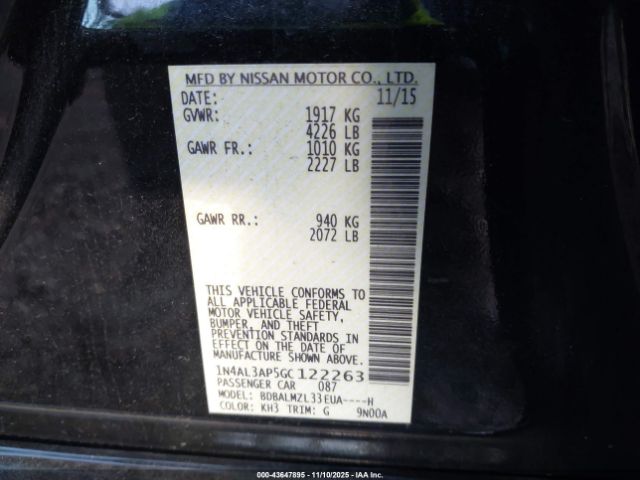 MFD BY NISSAN MOTOR CO., LTD.
DATE: 11/15
GVWR: 1917 KG
4226 LB
GAWR FR.: 1010 KG
2227 LB
GAWR RR.: 940 KG
2072 LB
THIS VEHICLE CONFORMS TO
ALL APPLICABLE FEDERAL
MOTOR VEHICLE SAFETY,
BUMPER, AND THEFT
PREVENTION STANDARDS IN
EFFECT ON THE DATE OF
MANUFACTURE SHOWN ABOVE.
1N4AL3AP5GC122263
PASSENGER CAR 087
MODEL: BDBALMZL33EUA----H
COLOR: KH3 TRIM: G 9N00A
000-43647895 - 11/10/2025 - IAA Inc.